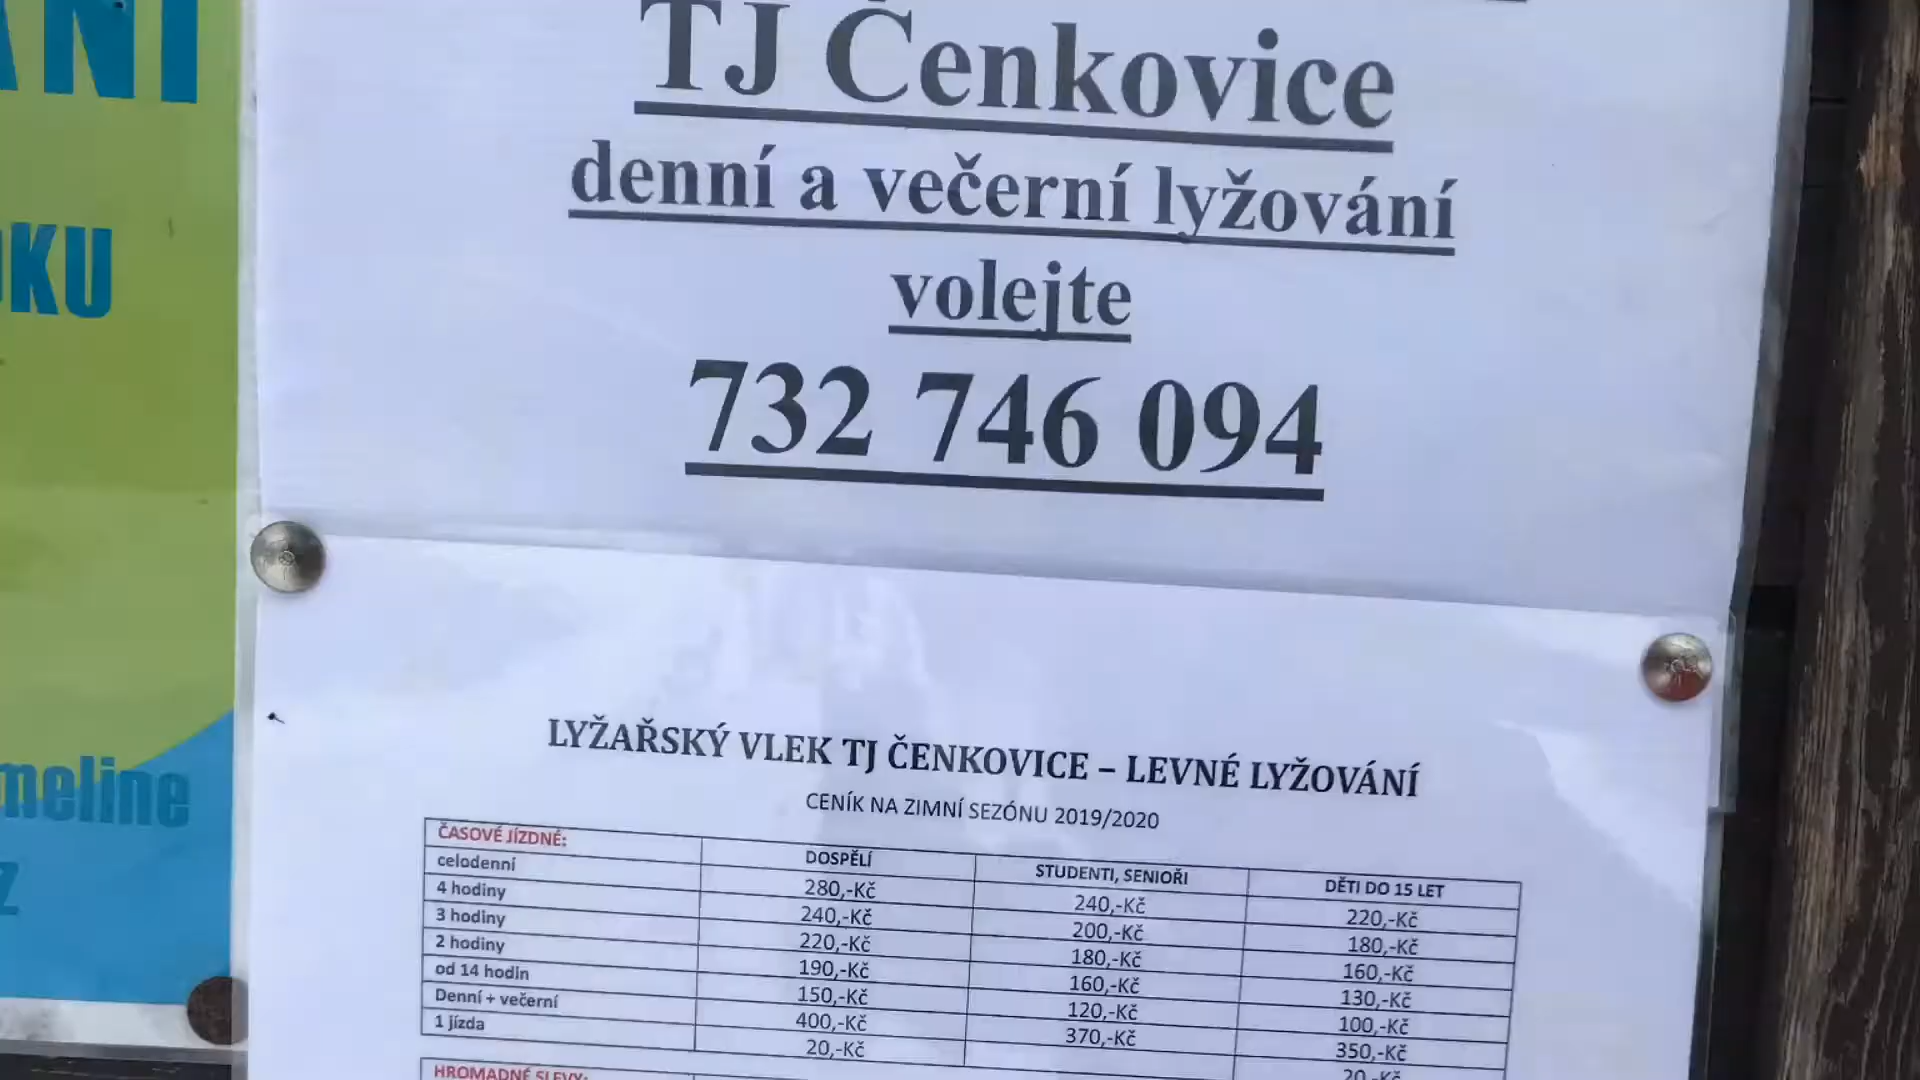 TJ Čenkovice
denní a večerní lyžování
volejte
732 746 094
LYŽAŘSKÝ VLEK TJ ČENKOVICE – LEVNÉ LYŽOVÁNÍ
CENÍK NA ZIMNÍ SEZÓNU 2019/2020
ČASOVÉ JÍZDNÉ: DOSPĚLÍ STUDENTI, SENIOŘI DĚTI DO 15 LET
celodenní 280,-Kč 240,-Kč 220,-Kč
4 hodiny 240,-Kč 200,-Kč 180,-Kč
3 hodiny 220,-Kč 180,-Kč 160,-Kč
2 hodiny 190,-Kč 160,-Kč 130,-Kč
od 14 hodin 150,-Kč 120,-Kč 100,-Kč
Denní + večerní 400,-Kč 370,-Kč 350,-Kč
1 jízda 20,-Kč 20,-Kč
HROMADNÉ SLEVY:
ÁNÍ
OKU
meline
z